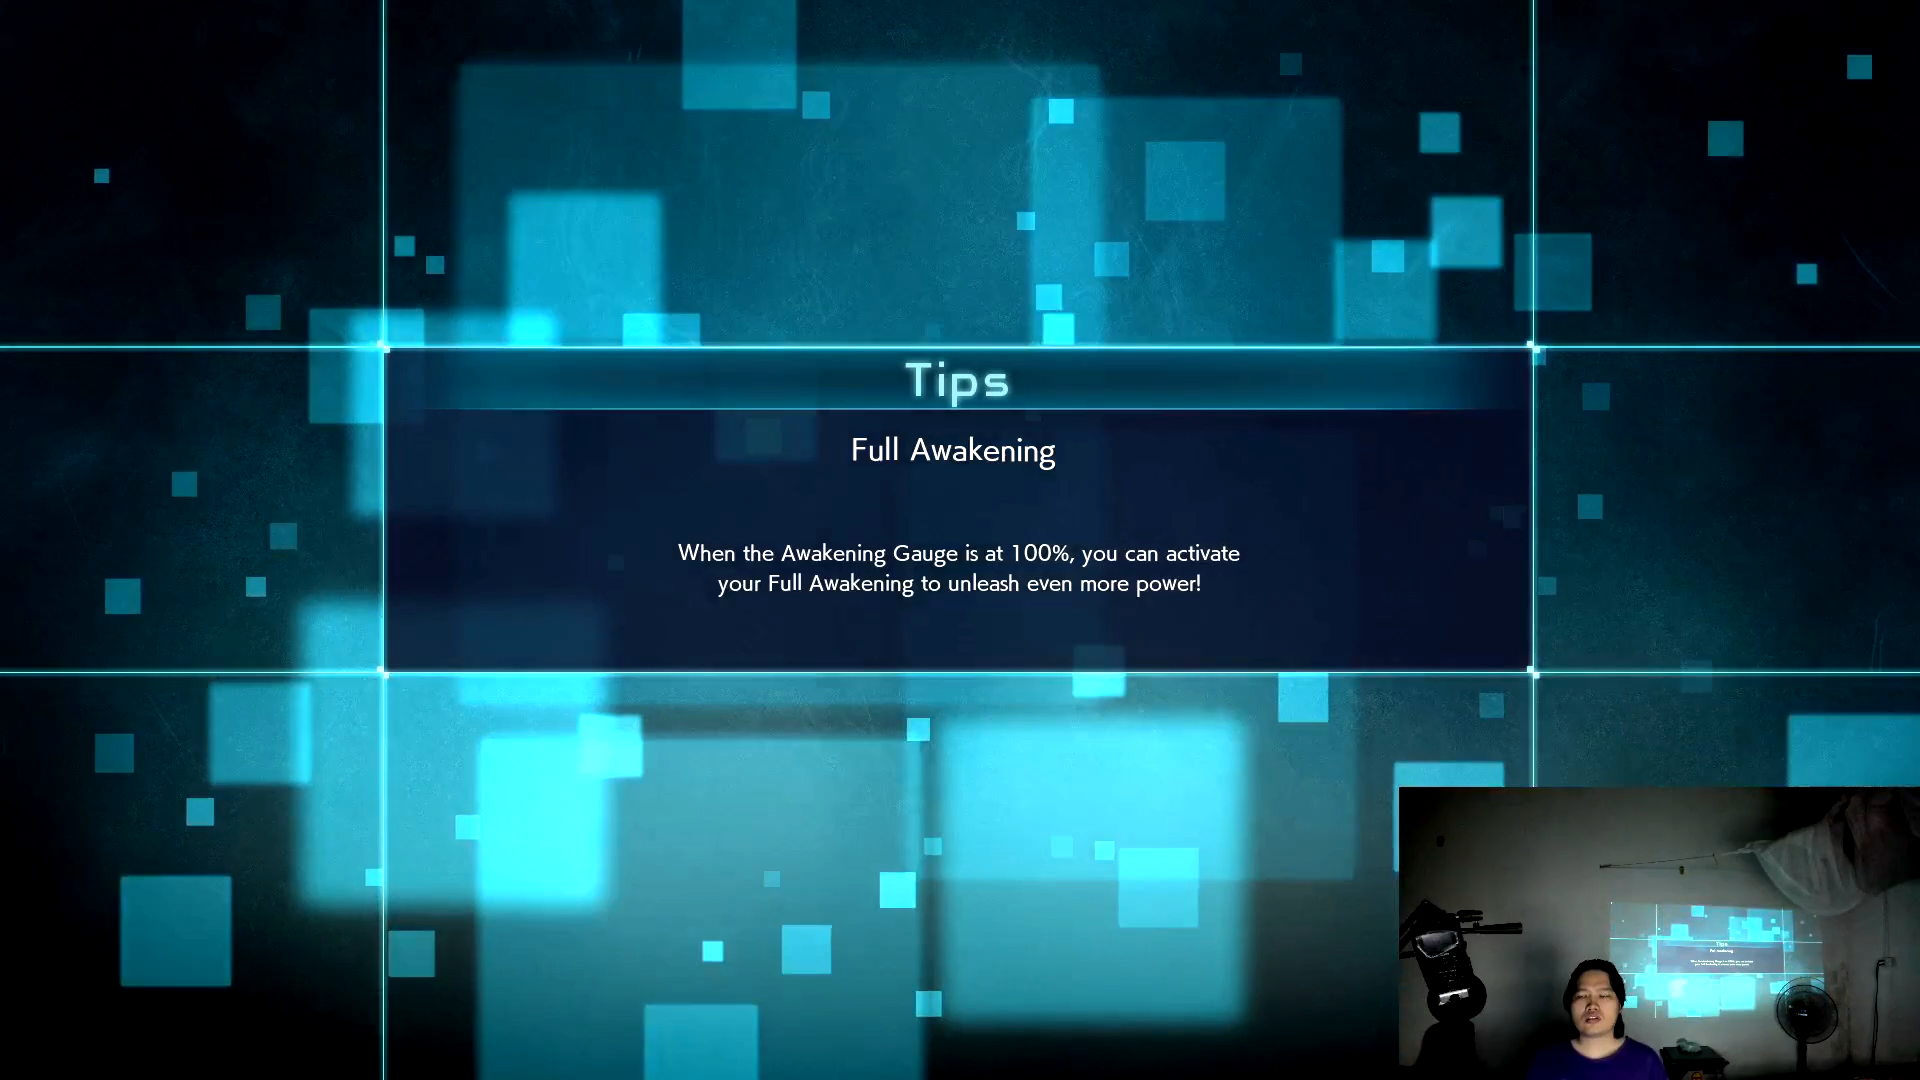 Tips
Full Awakening
When the Awakening Gauge is at 100%, you can activate
your Full Awakening to unleash even more power!